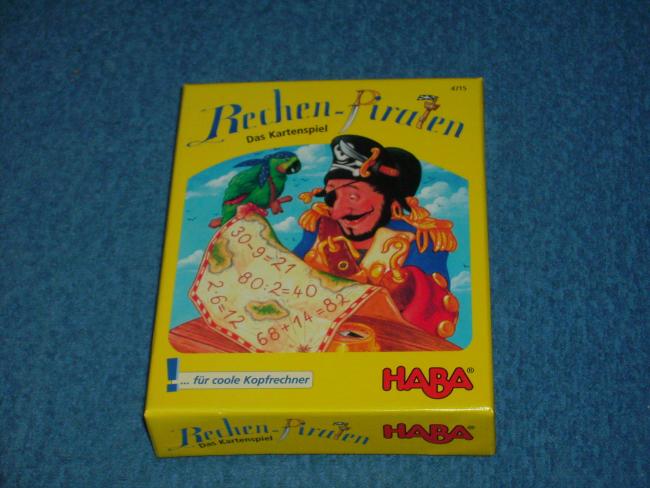 4715
Rechen-Piraten
Das Kartenspiel
30-9=21
80:2=40
2·6=12
68+14=82
! ... für coole Kopfrechner
HABA®
Rechen-Piraten
Das Kartenspiel
HABA®